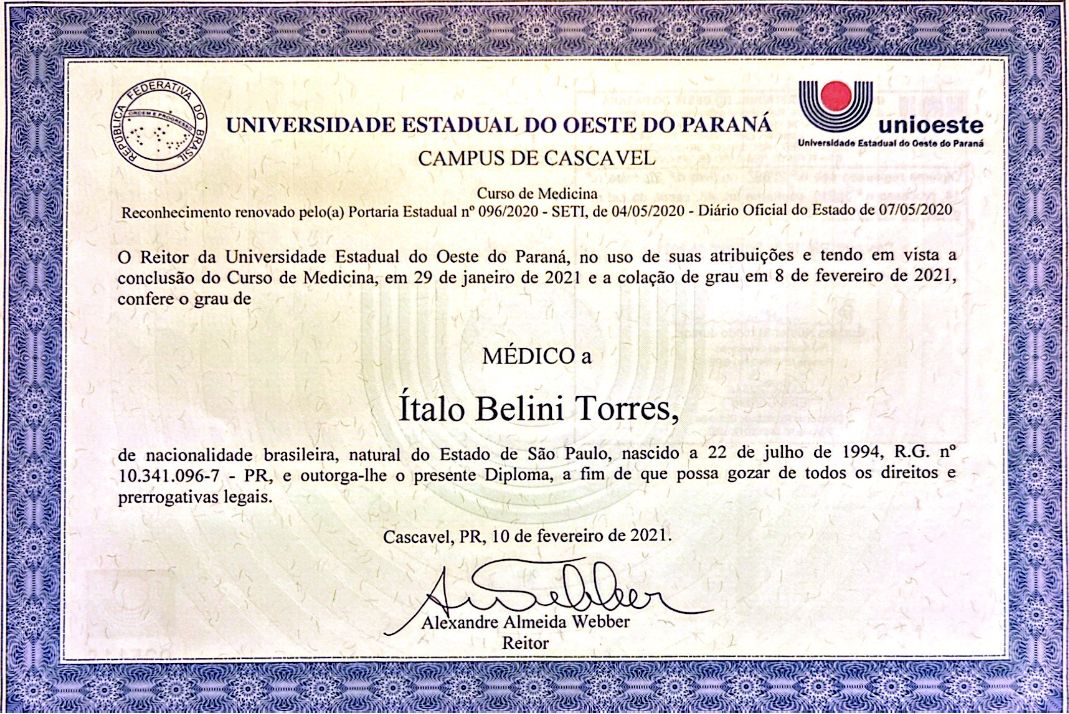 REPÚBLICA FEDERATIVA DO BRASIL
ORDEM E PROGRESSO
unioeste
Universidade Estadual do Oeste do Paraná
UNIVERSIDADE ESTADUAL DO OESTE DO PARANÁ
CAMPUS DE CASCAVEL
Curso de Medicina
Reconhecimento renovado pelo(a) Portaria Estadual nº 096/2020 - SETI, de 04/05/2020 - Diário Oficial do Estado de 07/05/2020
O Reitor da Universidade Estadual do Oeste do Paraná, no uso de suas atribuições e tendo em vista a
conclusão do Curso de Medicina, em 29 de janeiro de 2021 e a colação de grau em 8 de fevereiro de 2021,
confere o grau de
MÉDICO a
Ítalo Belini Torres,
de nacionalidade brasileira, natural do Estado de São Paulo, nascido a 22 de julho de 1994, R.G. nº
10.341.096-7 - PR, e outorga-lhe o presente Diploma, a fim de que possa gozar de todos os direitos e
prerrogativas legais.
Cascavel, PR, 10 de fevereiro de 2021.
Alexandre Almeida Webber
Reitor